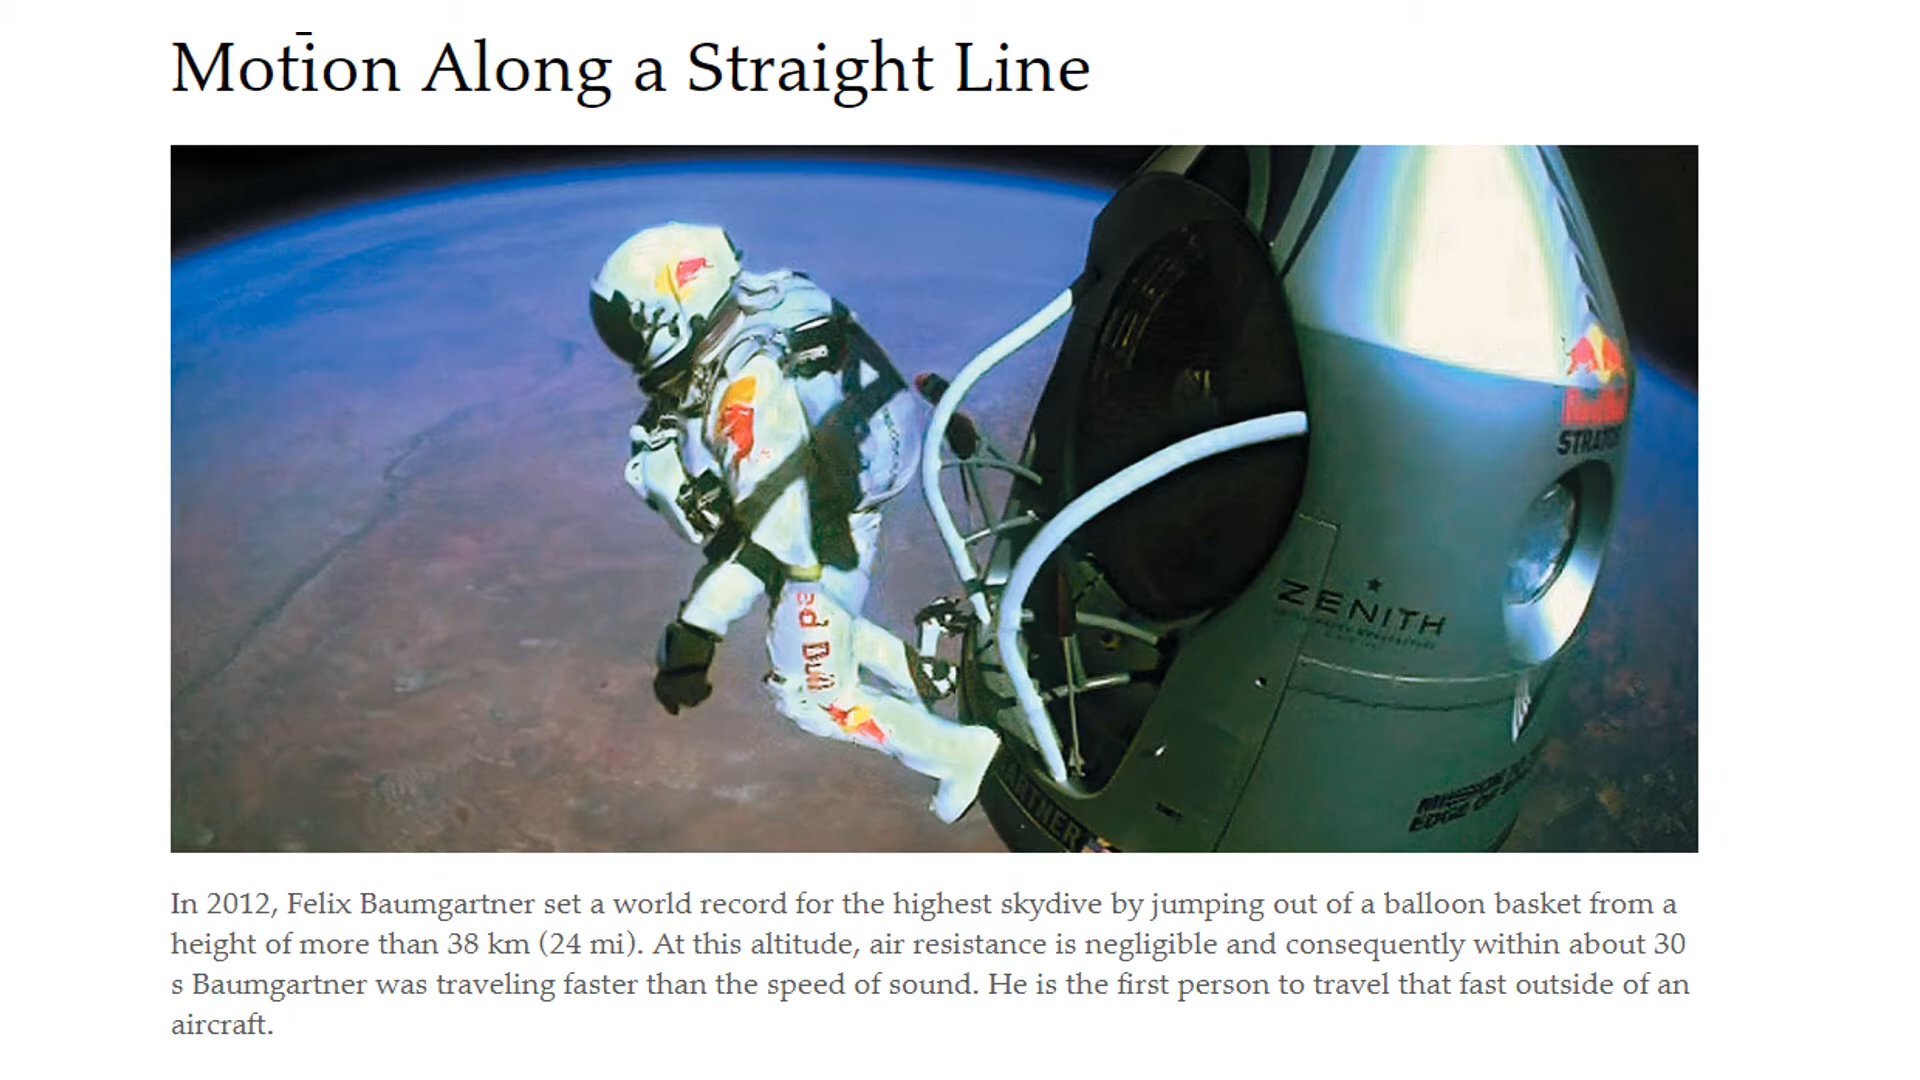 Motion Along a Straight Line
STRATOS
ZENITH
In 2012, Felix Baumgartner set a world record for the highest skydive by jumping out of a balloon basket from a
height of more than 38 km (24 mi). At this altitude, air resistance is negligible and consequently within about 30
s Baumgartner was traveling faster than the speed of sound. He is the first person to travel that fast outside of an
aircraft.